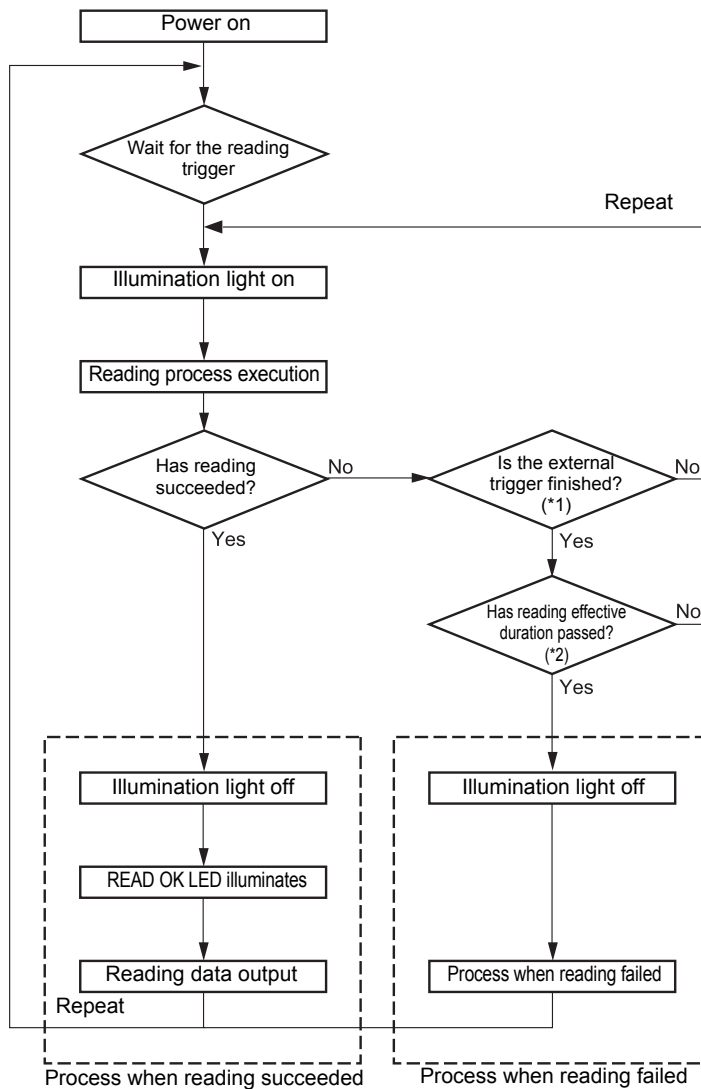 Power on
Wait for the reading
trigger
Repeat
Illumination light on
Reading process execution
Has reading
succeeded?
No
Is the external
trigger finished?
(*1)
No
Yes
Yes
Has reading effective
duration passed?
(*2)
No
Yes
Illumination light off
Illumination light off
READ OK LED illuminates
Reading data output
Process when reading failed
Repeat
Process when reading succeeded
Process when reading failed